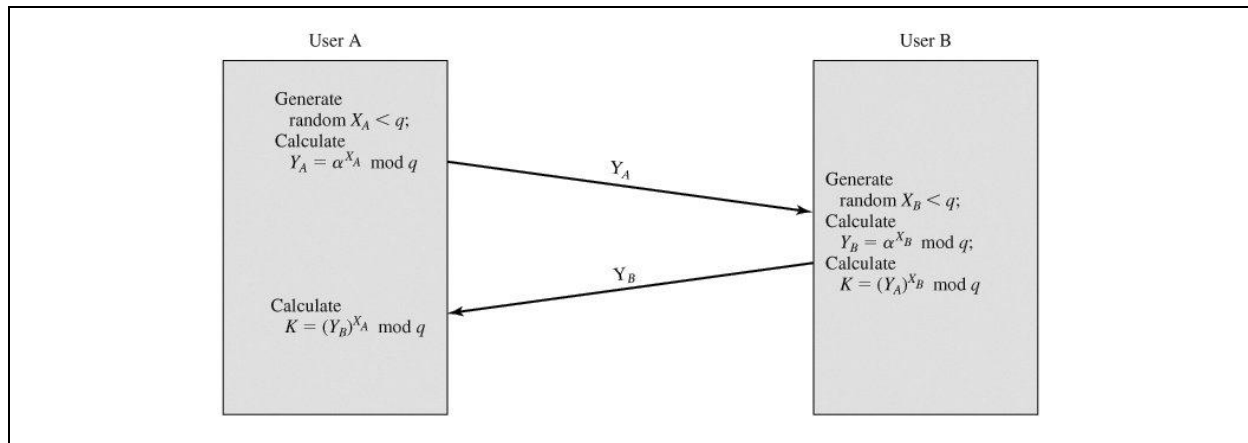 User A
User B
Generate
random X_A < q;
Calculate
Y_A = α^{X_A} mod q
Y_A
Generate
random X_B < q;
Calculate
Y_B = α^{X_B} mod q;
Calculate
K = (Y_A)^{X_B} mod q
Y_B
Calculate
K = (Y_B)^{X_A} mod q